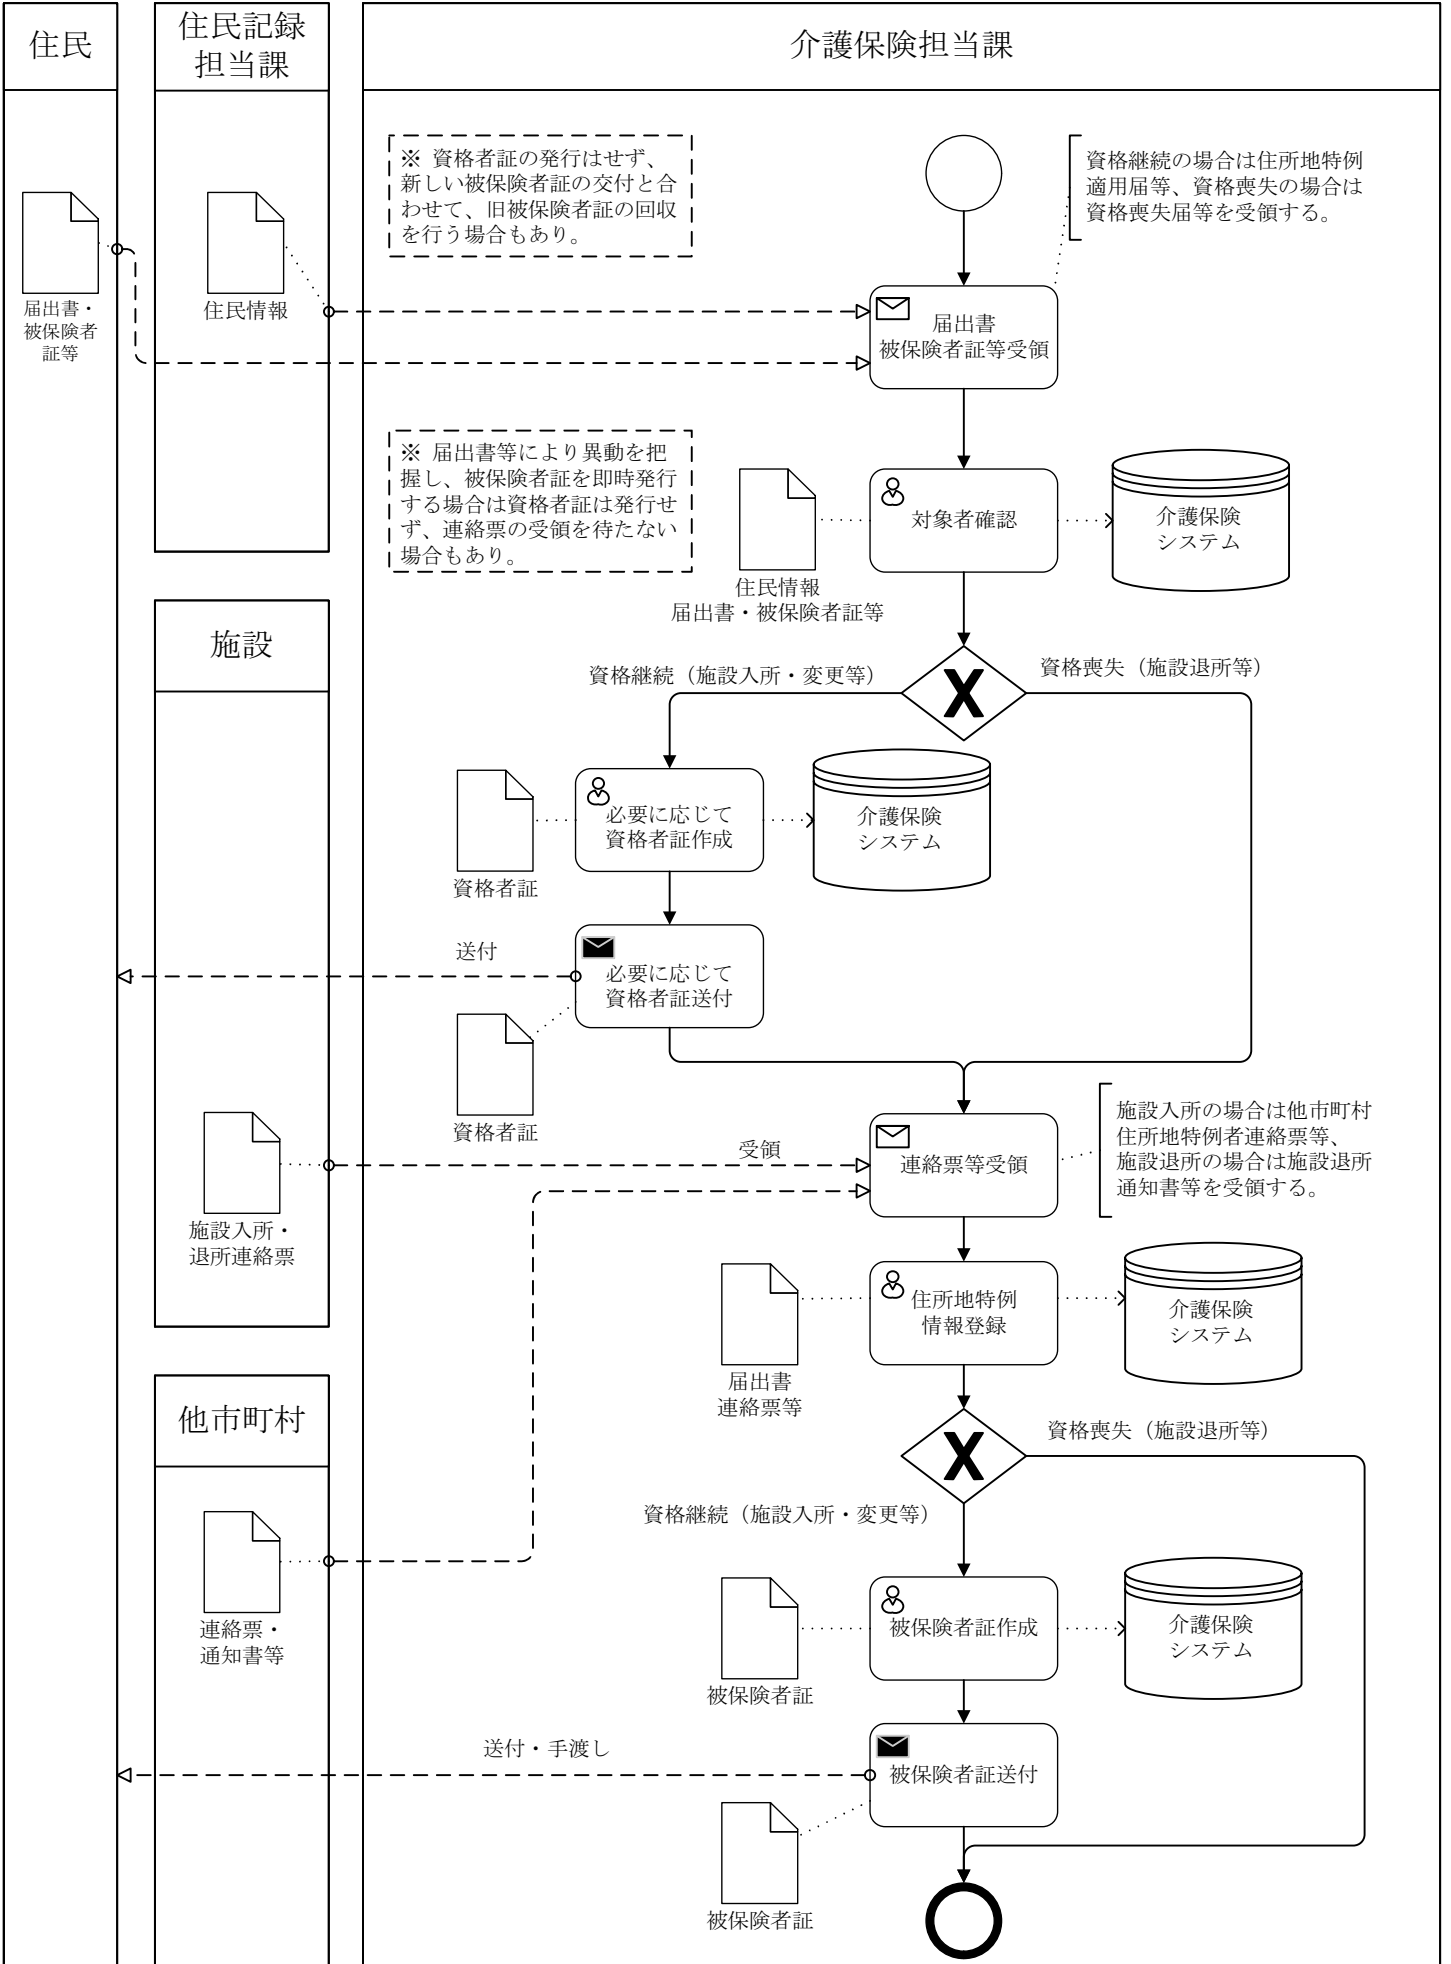 住民
住民記録
担当課
介護保険担当課
※ 資格者証の発行はせず、
新しい被保険者証の交付と合
わせて、旧被保険者証の回収
を行う場合もあり。
資格継続の場合は住所地特例
適用届等、資格喪失の場合は
資格喪失届等を受領する。
届出書・
被保険者
証等
住民情報
届出書
被保険者証等受領
※ 届出書等により異動を把
握し、被保険者証を即時発行
する場合は資格者証は発行せ
ず、連絡票の受領を待たない
場合もあり。
住民情報
届出書・被保険者証等
対象者確認
介護保険
システム
施設
資格継続（施設入所・変更等）
資格喪失（施設退所等）
X
資格者証
必要に応じて
資格者証作成
介護保険
システム
送付
必要に応じて
資格者証送付
資格者証
施設入所・
退所連絡票
受領
連絡票等受領
施設入所の場合は他市町村
住所地特例者連絡票等、
施設退所の場合は施設退所
通知書等を受領する。
届出書
連絡票等
住所地特例
情報登録
介護保険
システム
他市町村
資格喪失（施設退所等）
X
資格継続（施設入所・変更等）
連絡票・
通知書等
被保険者証
被保険者証作成
介護保険
システム
送付・手渡し
被保険者証送付
被保険者証